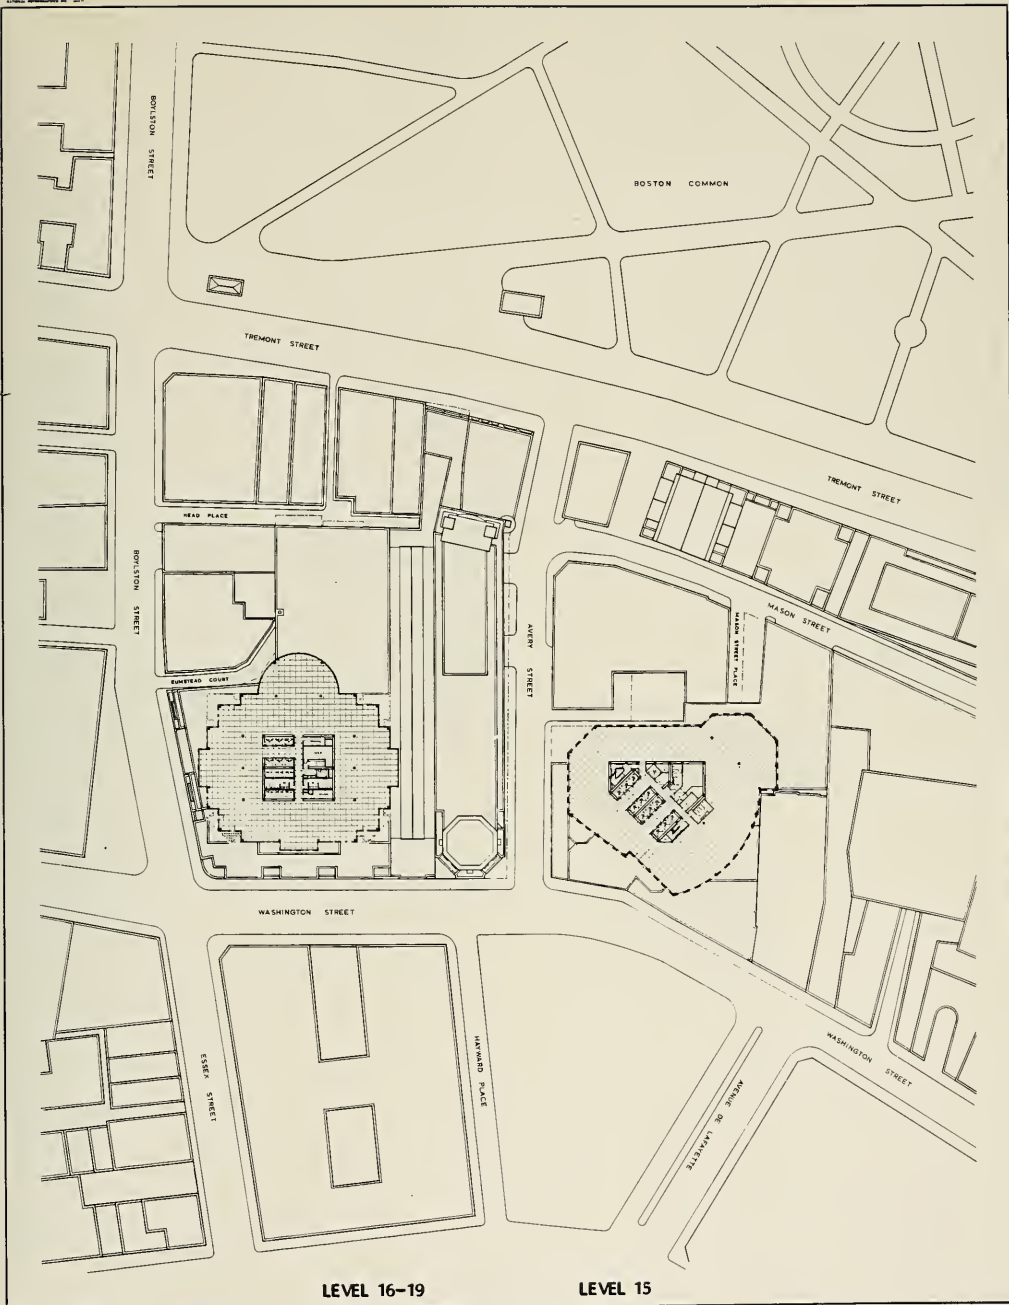 BOYLSTON STREET
BOSTON COMMON
TREMONT STREET
TREMONT STREET
HEAD PLACE
BOYLSTON STREET
MASON STREET
MASON STREET PLACE
AVERY STREET
BUMSTEAD COURT
WASHINGTON STREET
WASHINGTON STREET
ESSEX STREET
HAYWARD PLACE
AVENUE DE LAFAYETTE
LEVEL 16-19
LEVEL 15